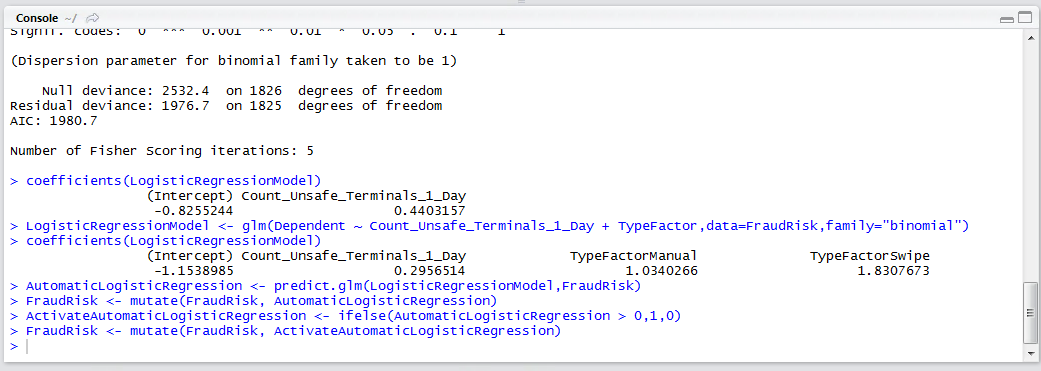 Console ~/
Signif. codes: 0 *** 0.001 ** 0.01 * 0.05 . 0.1 1
(Dispersion parameter for binomial family taken to be 1)
Null deviance: 2532.4 on 1826 degrees of freedom
Residual deviance: 1976.7 on 1825 degrees of freedom
AIC: 1980.7
Number of Fisher Scoring iterations: 5
> coefficients(LogisticRegressionModel)
(Intercept) Count_Unsafe_Terminals_1_Day
-0.8255244 0.4403157
> LogisticRegressionModel <- glm(Dependent ~ Count_Unsafe_Terminals_1_Day + TypeFactor,data=FraudRisk,family="binomial")
> coefficients(LogisticRegressionModel)
(Intercept) Count_Unsafe_Terminals_1_Day TypeFactorManual TypeFactorSwipe
-1.1538985 0.2956514 1.0340266 1.8307673
> AutomaticLogisticRegression <- predict.glm(LogisticRegressionModel,FraudRisk)
> FraudRisk <- mutate(FraudRisk, AutomaticLogisticRegression)
> ActivateAutomaticLogisticRegression <- ifelse(AutomaticLogisticRegression > 0,1,0)
> FraudRisk <- mutate(FraudRisk, ActivateAutomaticLogisticRegression)
>